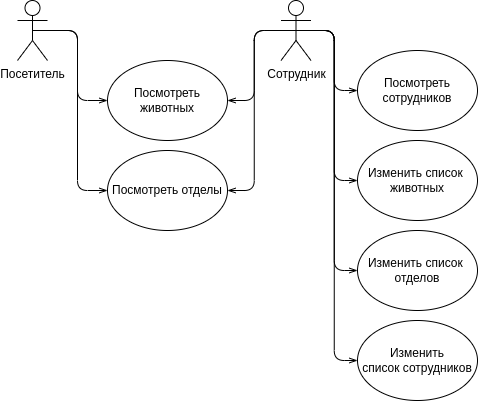 Посетитель
Сотрудник
Посмотреть
животных
Посмотреть
сотрудников
Посмотреть отделы
Изменить список
животных
Изменить список
отделов
Изменить
список сотрудников